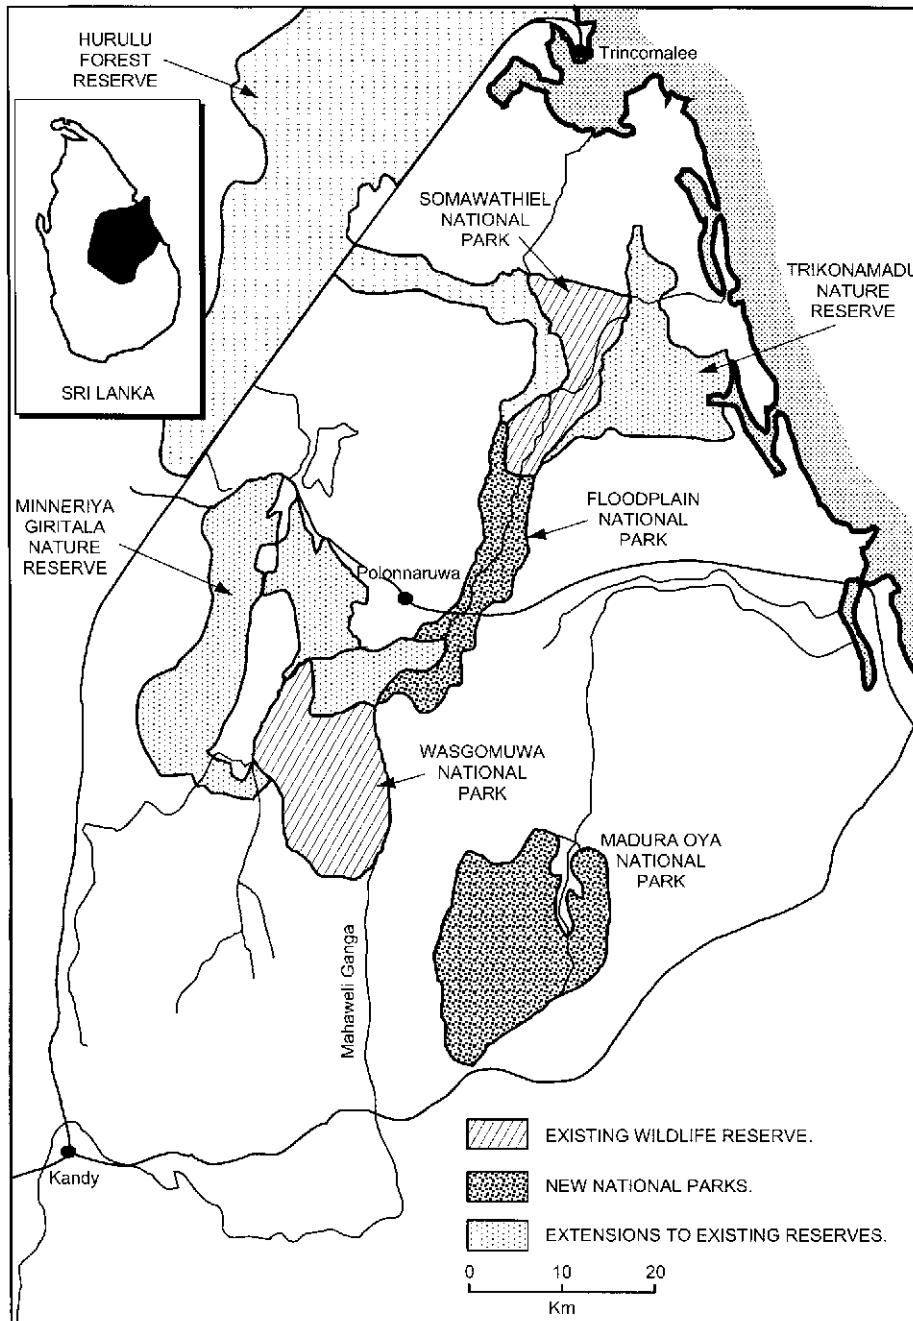 HURULU
FOREST
RESERVE
Trincomalee
SOMAWATHIEL
NATIONAL
PARK
TRIKONAMADU
NATURE
RESERVE
SRI LANKA
MINNERIYA
GIRITALA
NATURE
RESERVE
FLOODPLAIN
NATIONAL
PARK
Polonnaruwa
WASGOMUWA
NATIONAL
PARK
MADURA OYA
NATIONAL
PARK
Mahaweli Ganga
Kandy
EXISTING WILDLIFE RESERVE.
NEW NATIONAL PARKS.
EXTENSIONS TO EXISTING RESERVES.
0 10 20
Km